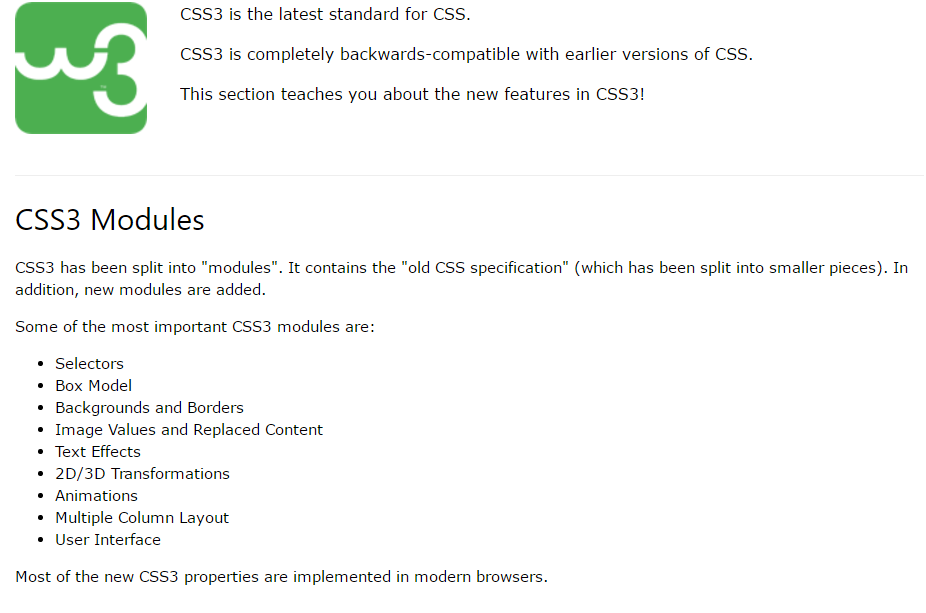 w3
CSS3 is the latest standard for CSS.
CSS3 is completely backwards-compatible with earlier versions of CSS.
This section teaches you about the new features in CSS3!
CSS3 Modules
CSS3 has been split into "modules". It contains the "old CSS specification" (which has been split into smaller pieces). In
addition, new modules are added.
Some of the most important CSS3 modules are:
• Selectors
• Box Model
• Backgrounds and Borders
• Image Values and Replaced Content
• Text Effects
• 2D/3D Transformations
• Animations
• Multiple Column Layout
• User Interface
Most of the new CSS3 properties are implemented in modern browsers.